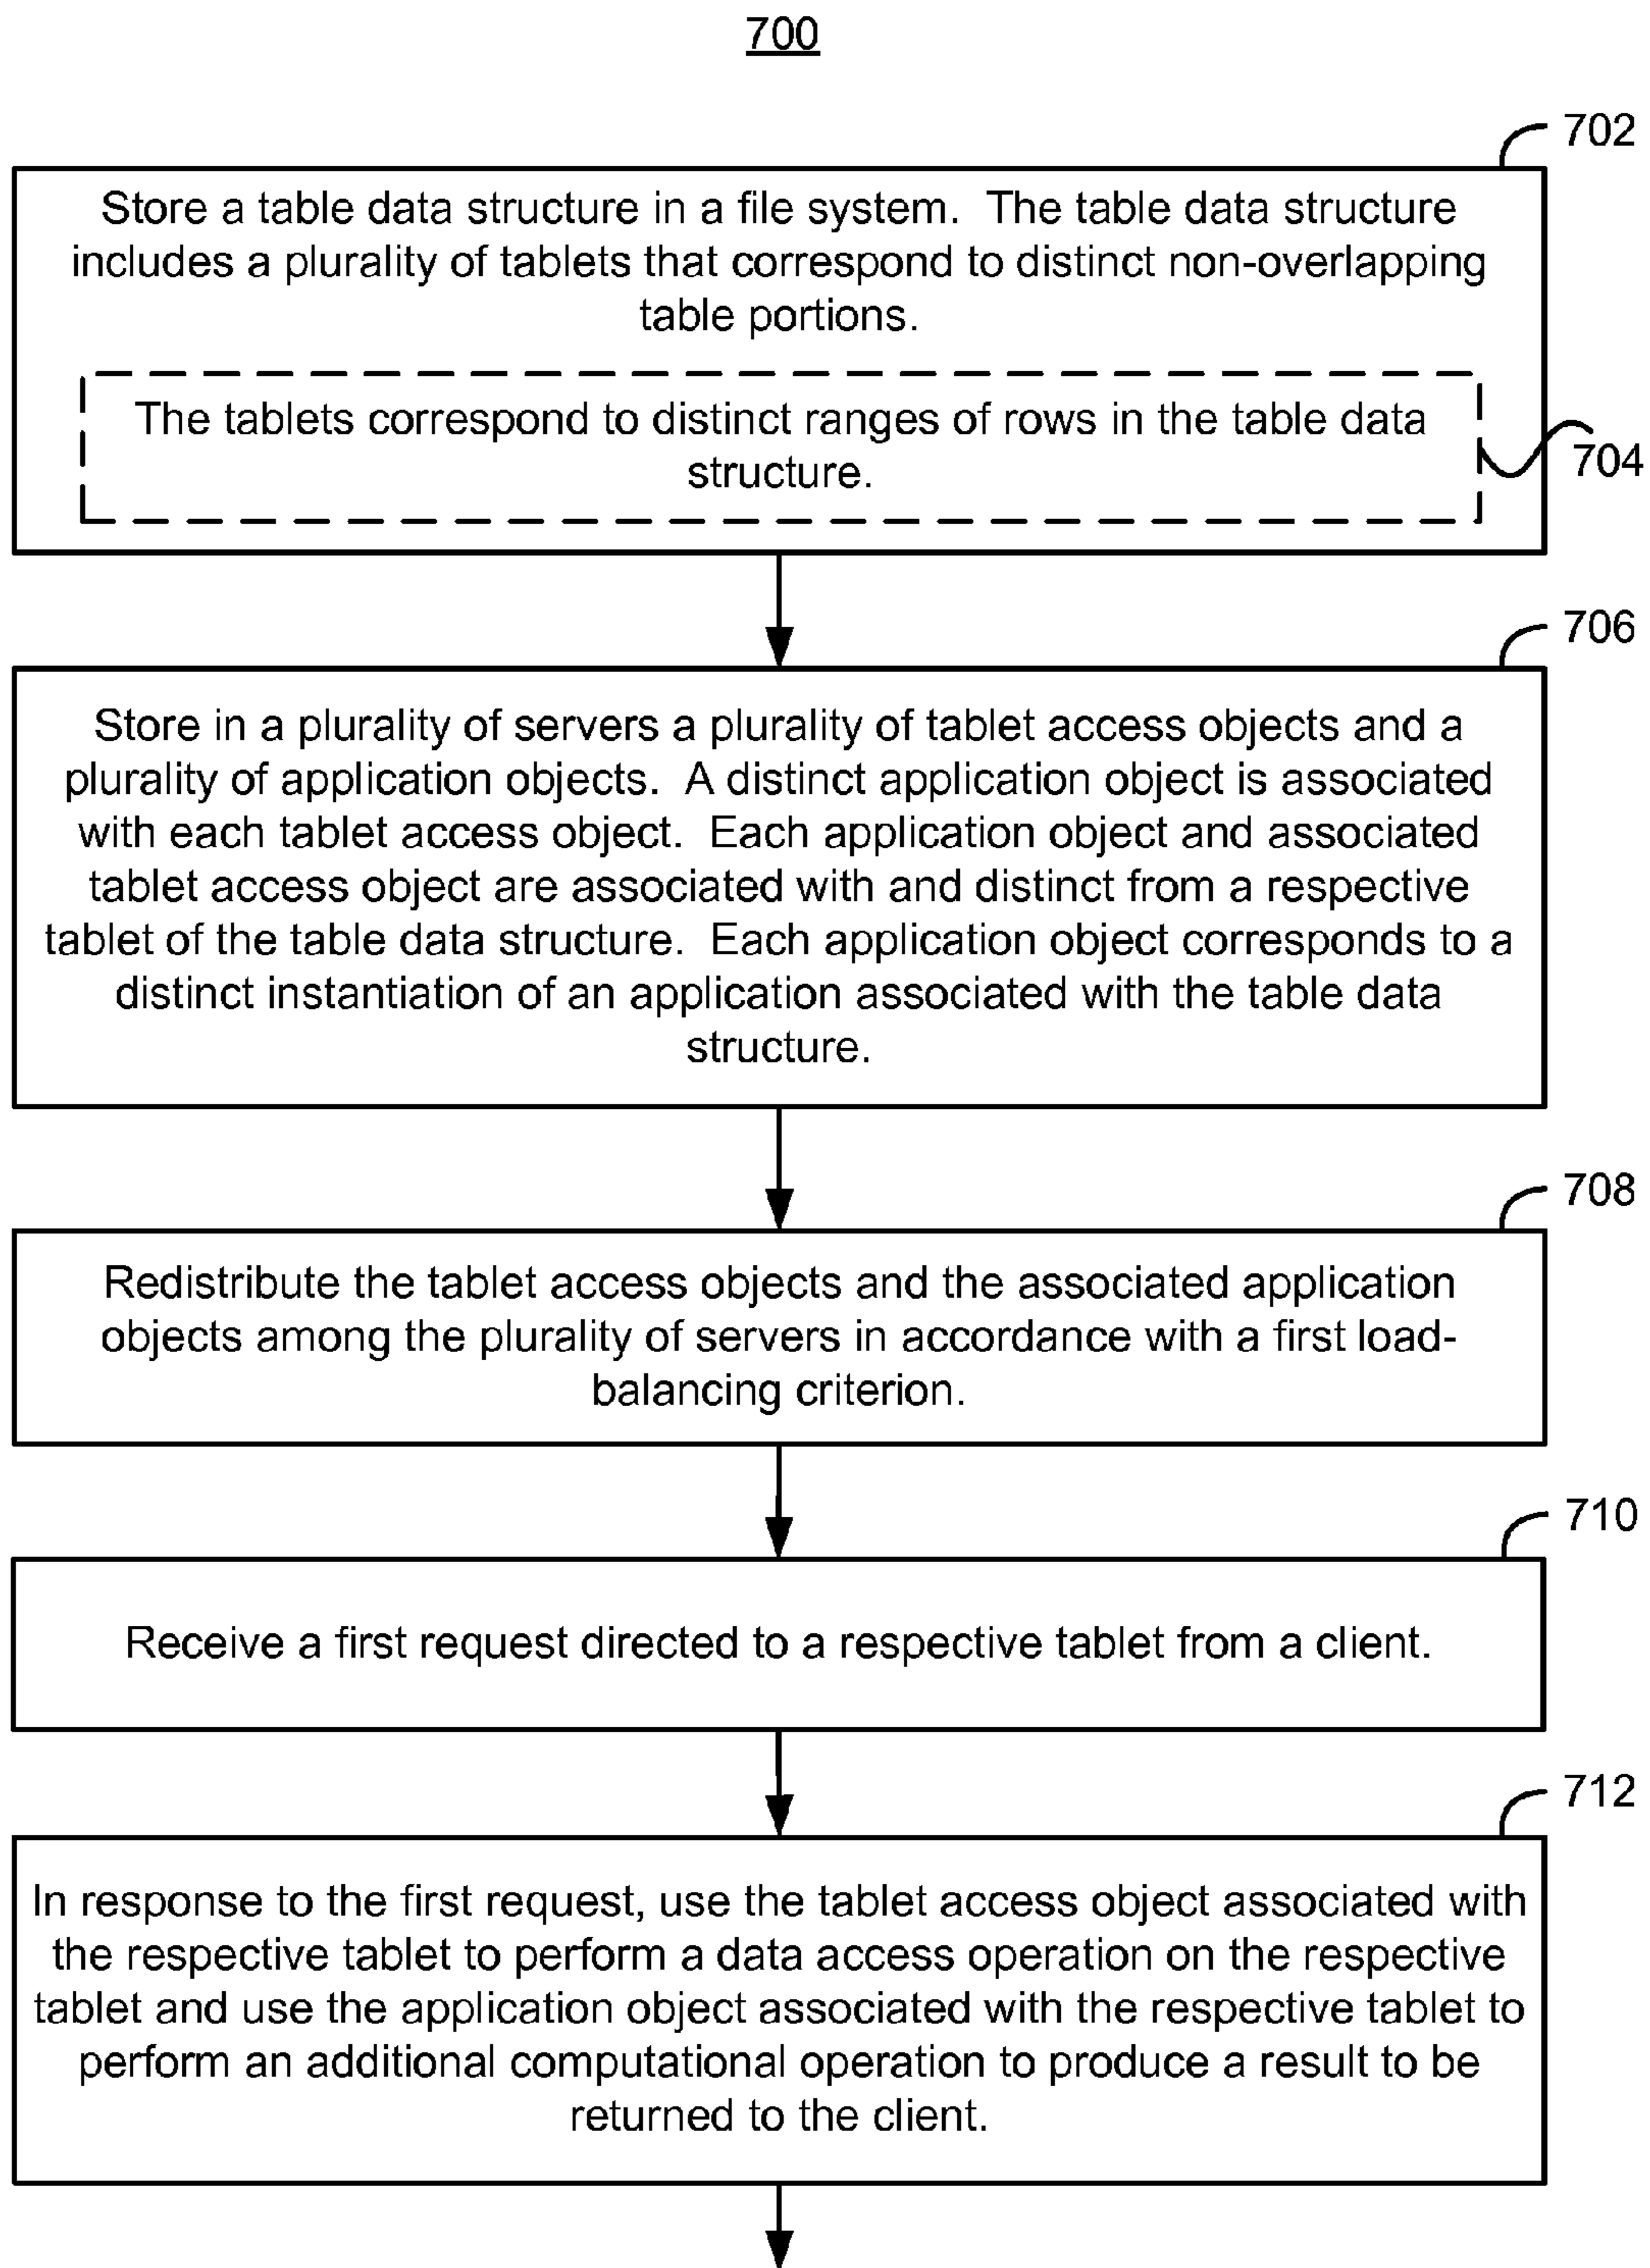 700
702
Store a table data structure in a file system. The table data structure
includes a plurality of tablets that correspond to distinct non-overlapping
table portions.
The tablets correspond to distinct ranges of rows in the table data
structure.
704
706
Store in a plurality of servers a plurality of tablet access objects and a
plurality of application objects. A distinct application object is associated
with each tablet access object. Each application object and associated
tablet access object are associated with and distinct from a respective
tablet of the table data structure. Each application object corresponds to a
distinct instantiation of an application associated with the table data
structure.
708
Redistribute the tablet access objects and the associated application
objects among the plurality of servers in accordance with a first load-
balancing criterion.
710
Receive a first request directed to a respective tablet from a client.
712
In response to the first request, use the tablet access object associated with
the respective tablet to perform a data access operation on the respective
tablet and use the application object associated with the respective tablet to
perform an additional computational operation to produce a result to be
returned to the client.